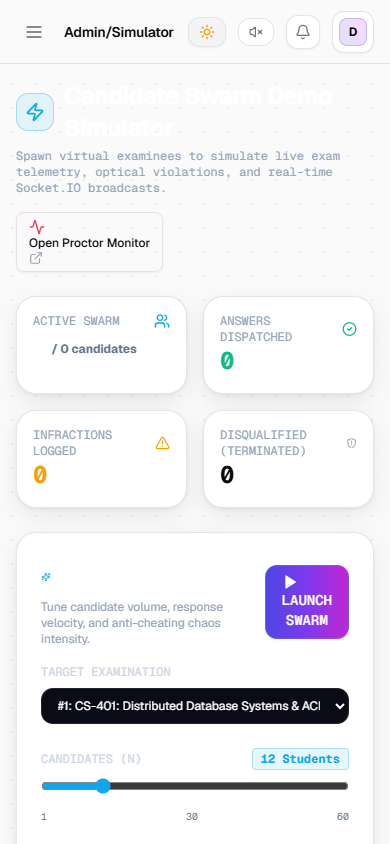 Admin/Simulator
D
Candidate Swarm Demo
Simulator
Spawn virtual examinees to simulate live exam
telemetry, optical violations, and real-time
Socket.IO broadcasts.
Open Proctor Monitor
ACTIVE SWARM
/ 0 candidates
ANSWERS
DISPATCHED
0
INFRACTIONS
LOGGED
0
DISQUALIFIED
(TERMINATED)
0
Tune candidate volume, response
velocity, and anti-cheating chaos
intensity.
LAUNCH
SWARM
TARGET EXAMINATION
#1: CS-401: Distributed Database Systems & ACI
CANDIDATES (N)
12 Students
1
30
60